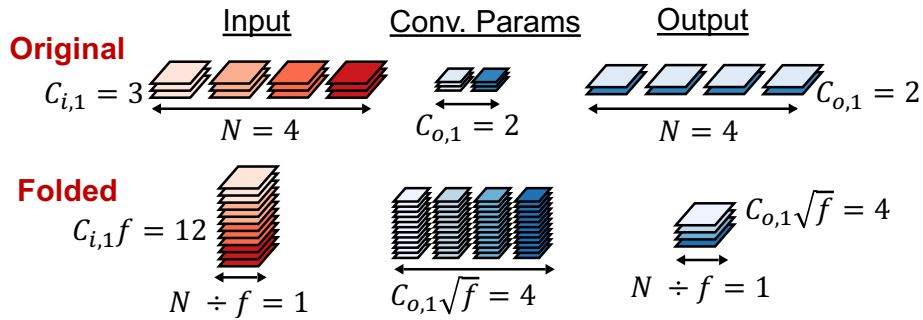 Input Conv. Params Output
Original
C_{i,1} = 3
N = 4
C_{o,1} = 2
N = 4
C_{o,1} = 2
Folded
C_{i,1}f = 12
N ÷ f = 1
C_{o,1}√f = 4
C_{o,1}√f = 4
N ÷ f = 1